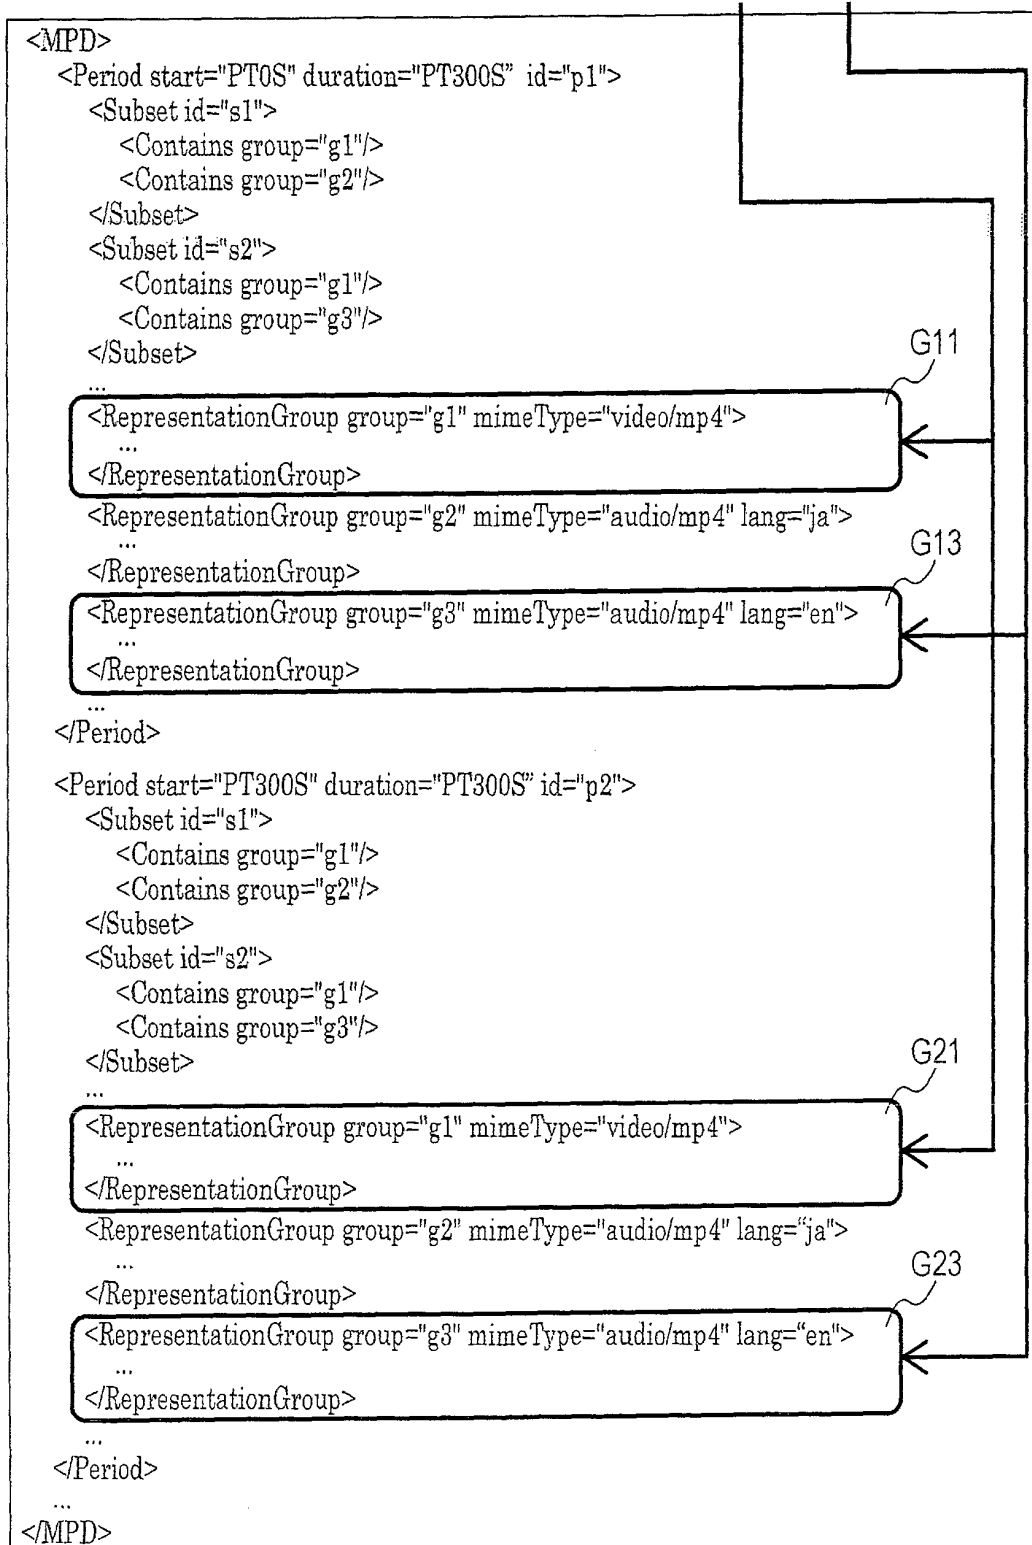 <MPD>
<Period start="PT0S" duration="PT300S" id="p1">
<Subset id="s1">
<Contains group="g1"/>
<Contains group="g2"/>
</Subset>
<Subset id="s2">
<Contains group="g1"/>
<Contains group="g3"/>
</Subset>
...
G11
<RepresentationGroup group="g1" mimeType="video/mp4">
...
</RepresentationGroup>
<RepresentationGroup group="g2" mimeType="audio/mp4" lang="ja">
...
</RepresentationGroup>
G13
<RepresentationGroup group="g3" mimeType="audio/mp4" lang="en">
...
</RepresentationGroup>
...
</Period>
<Period start="PT300S" duration="PT300S" id="p2">
<Subset id="s1">
<Contains group="g1"/>
<Contains group="g2"/>
</Subset>
<Subset id="s2">
<Contains group="g1"/>
<Contains group="g3"/>
</Subset>
...
G21
<RepresentationGroup group="g1" mimeType="video/mp4">
...
</RepresentationGroup>
<RepresentationGroup group="g2" mimeType="audio/mp4" lang="ja">
...
</RepresentationGroup>
G23
<RepresentationGroup group="g3" mimeType="audio/mp4" lang="en">
...
</RepresentationGroup>
...
</Period>
...
</MPD>